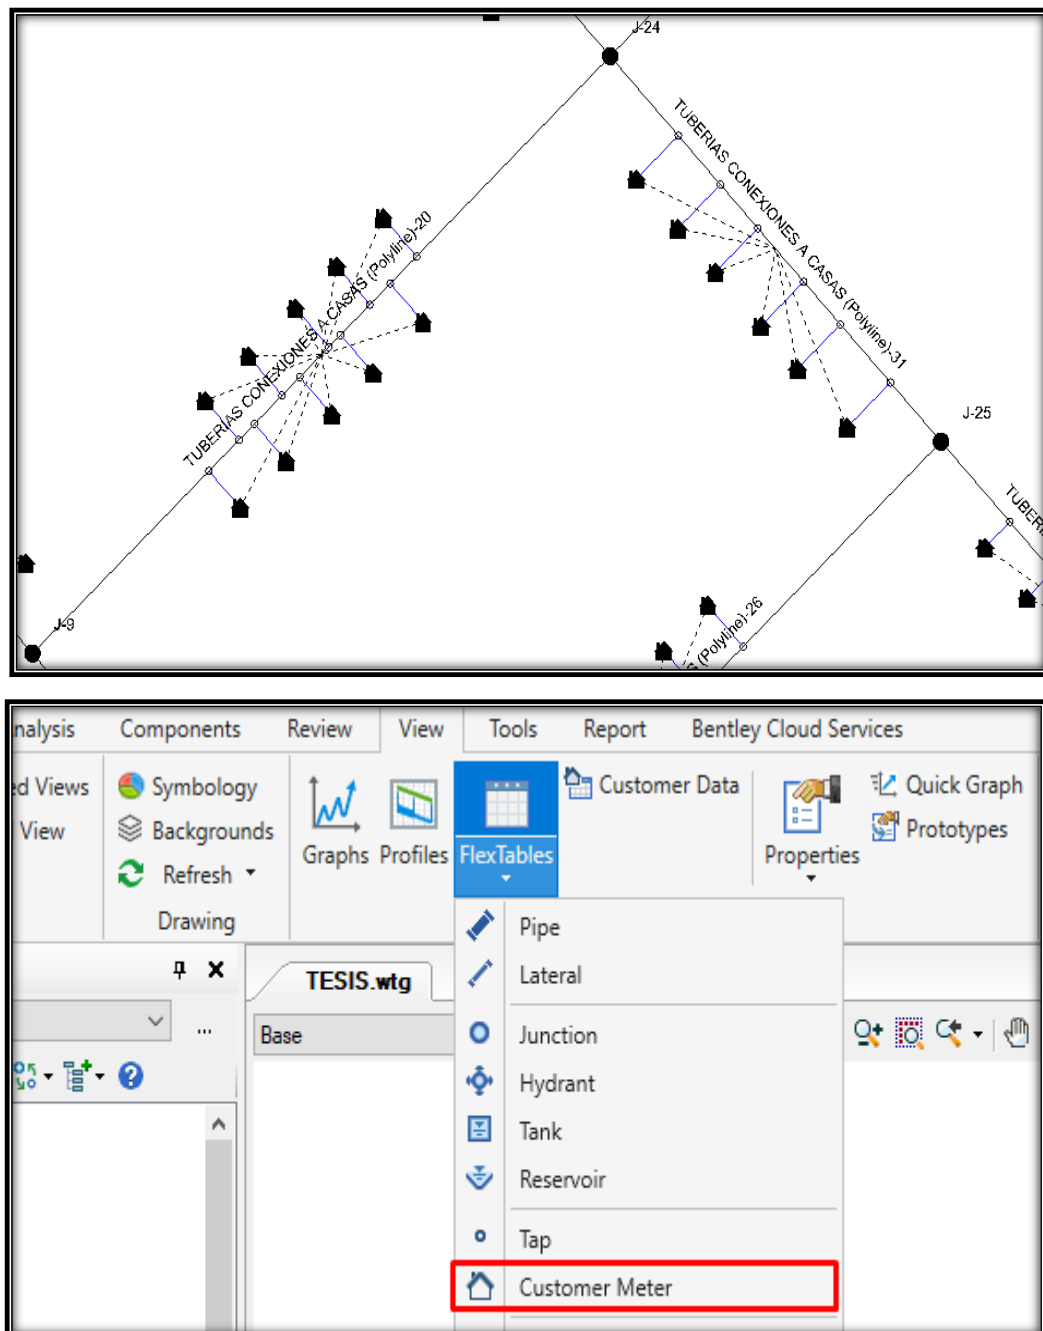 J-24
TUBERIAS CONEXIONES A CASAS (Polyline)-20
TUBERIAS CONEXIONES A CASAS (Polyline)-31
J-25
J-9
S (Polyline)-26
TUBER
nalysis Components Review View Tools Report Bentley Cloud Services
ed Views Symbology Customer Data Quick Graph
View Backgrounds Graphs Profiles FlexTables Properties Prototypes
Refresh
Drawing
Pipe
TESIS.wtg Lateral
Base ... Junction
Hydrant
Tank
Reservoir
Tap
Customer Meter